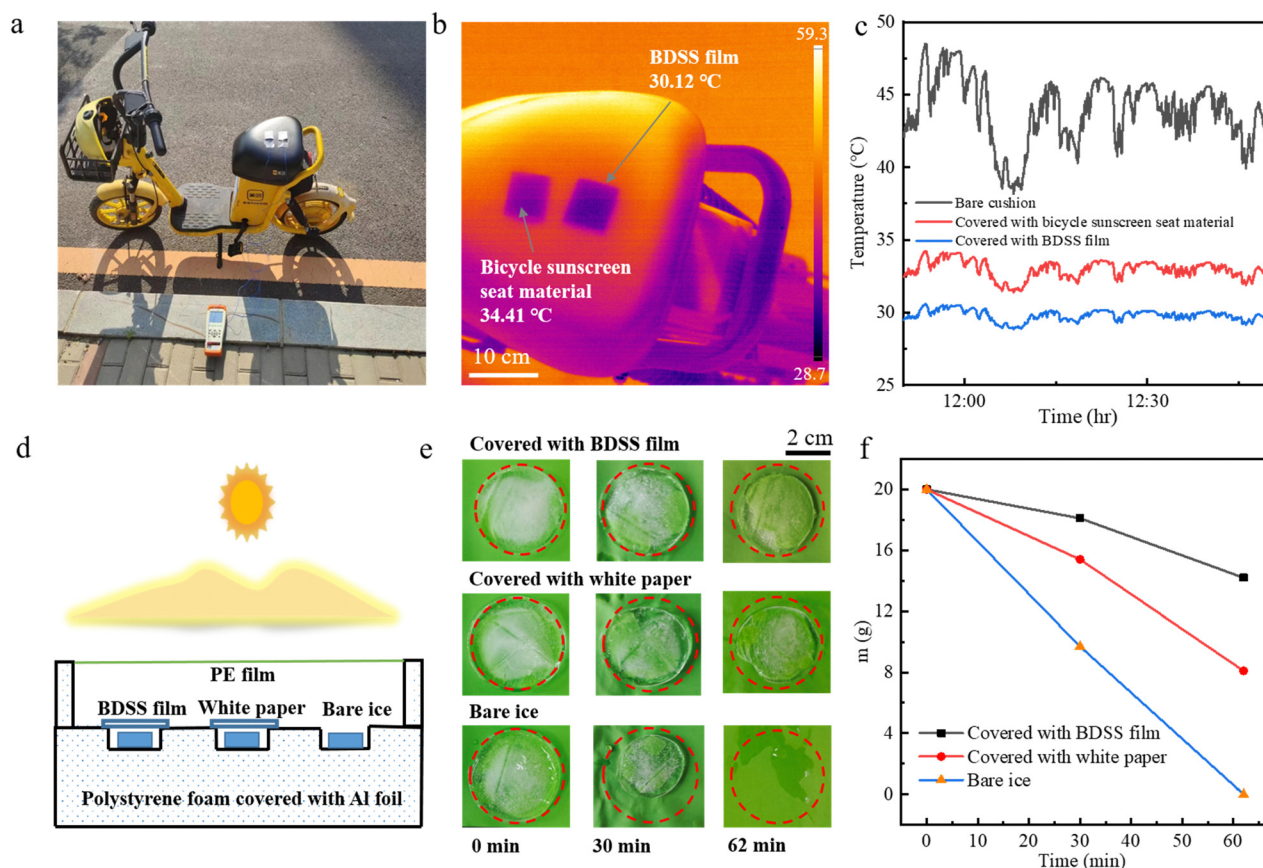 a
b
59.3
BDSS film
30.12 ℃
Bicycle sunscreen
seat material
34.41 ℃
10 cm
28.7
c
50
45
40
35
30
25
Temperature (℃)
Bare cushion
Covered with bicycle sunscreen seat material
Covered with BDSS film
12:00
12:30
Time (hr)
d
PE film
BDSS film
White paper
Bare ice
Polystyrene foam covered with Al foil
e
Covered with BDSS film
2 cm
Covered with white paper
Bare ice
0 min
30 min
62 min
f
20
16
12
8
4
0
m (g)
Covered with BDSS film
Covered with white paper
Bare ice
0
10
20
30
40
50
60
Time (min)